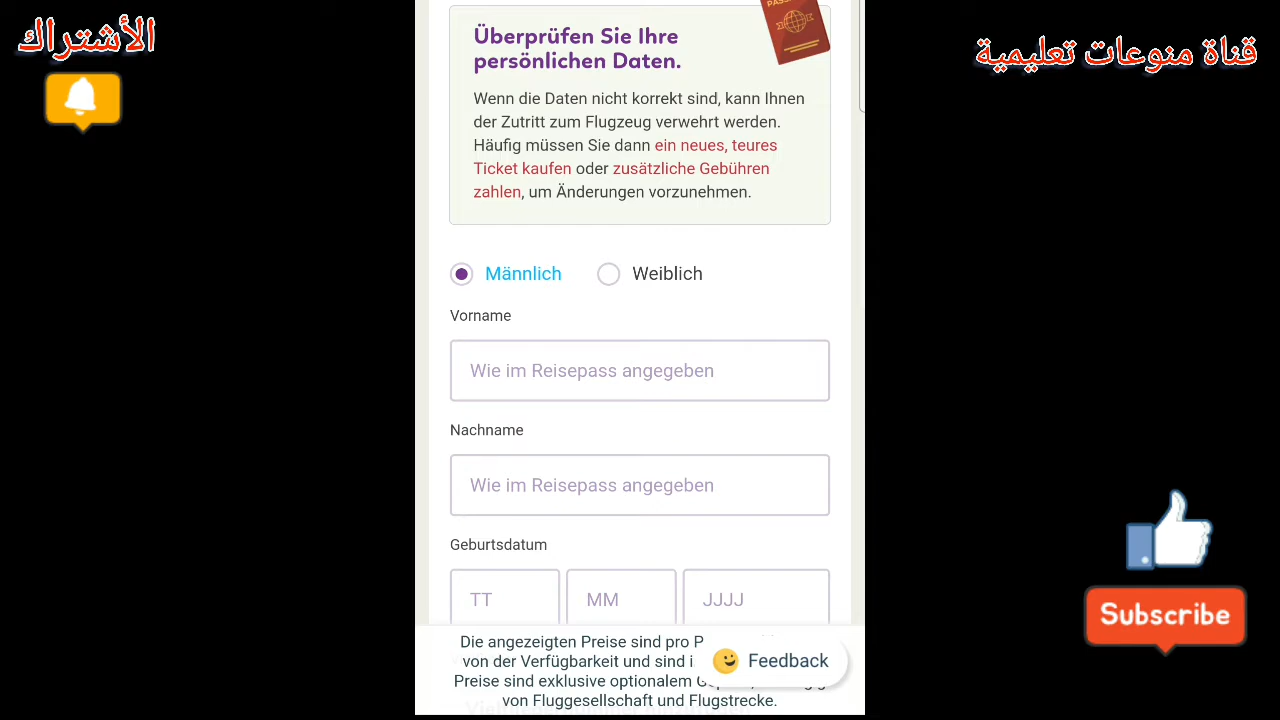 الأشتراك
قناة منوعات تعليمية
Überprüfen Sie Ihre
persönlichen Daten.
Wenn die Daten nicht korrekt sind, kann Ihnen
der Zutritt zum Flugzeug verwehrt werden.
Häufig müssen Sie dann ein neues, teures
Ticket kaufen oder zusätzliche Gebühren
zahlen, um Änderungen vorzunehmen.
Männlich
Weiblich
Vorname
Wie im Reisepass angegeben
Nachname
Wie im Reisepass angegeben
Geburtsdatum
TT
MM
JJJJ
Die angezeigten Preise sind pro
von der Verfügbarkeit und sind
Preise sind exklusive optionalem
von Fluggesellschaft und Flugstrecke.
Feedback
Subscribe